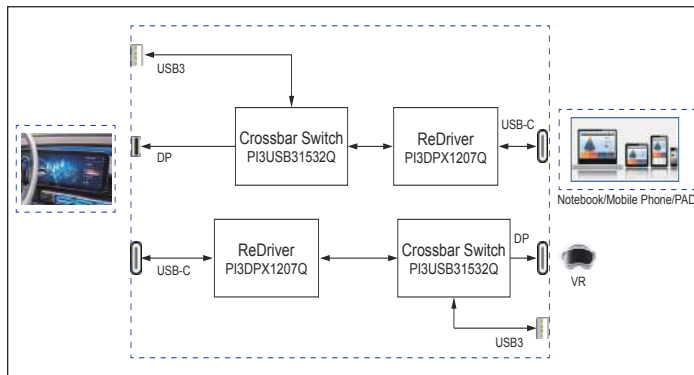 USB3
DP
Crossbar Switch
PI3USB31532Q
ReDriver
PI3DPX1207Q
USB-C
Notebook/Mobile Phone/PAD
USB-C
ReDriver
PI3DPX1207Q
Crossbar Switch
PI3USB31532Q
DP
VR
USB3